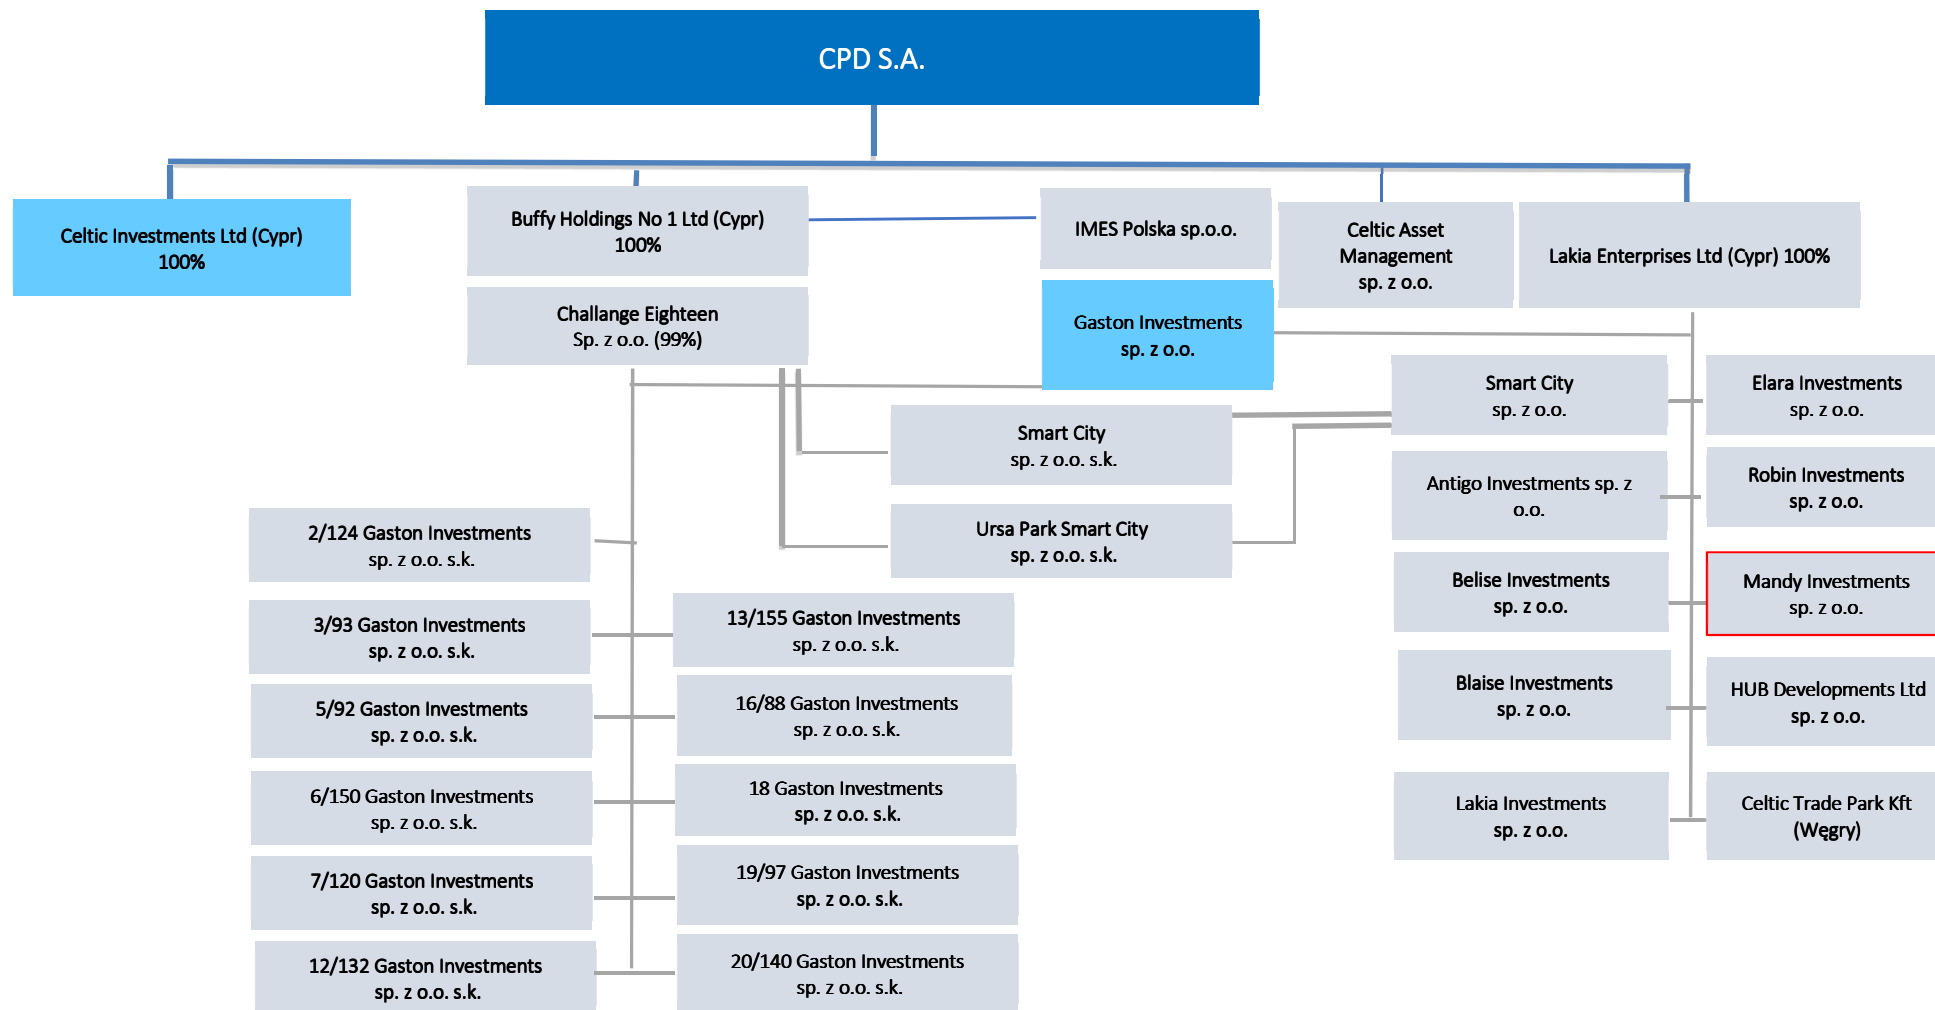 CPD S.A.
Celtic Investments Ltd (Cypr)
100%
Buffy Holdings No 1 Ltd (Cypr)
100%
IMES Polska sp.o.o.
Celtic Asset
Management
sp. z o.o.
Lakia Enterprises Ltd (Cypr) 100%
Challange Eighteen
Sp. z o.o. (99%)
Gaston Investments
sp. z o.o.
Smart City
sp. z o.o.
Elara Investments
sp. z o.o.
Smart City
sp. z o.o. s.k.
Antigo Investments sp. z
o.o.
Robin Investments
sp. z o.o.
Ursa Park Smart City
sp. z o.o. s.k.
2/124 Gaston Investments
sp. z o.o. s.k.
Belise Investments
sp. z o.o.
Mandy Investments
sp. z o.o.
3/93 Gaston Investments
sp. z o.o. s.k.
13/155 Gaston Investments
sp. z o.o. s.k.
Blaise Investments
sp. z o.o.
HUB Developments Ltd
sp. z o.o.
5/92 Gaston Investments
sp. z o.o. s.k.
16/88 Gaston Investments
sp. z o.o. s.k.
6/150 Gaston Investments
sp. z o.o. s.k.
18 Gaston Investments
sp. z o.o. s.k.
Lakia Investments
sp. z o.o.
Celtic Trade Park Kft
(Węgry)
7/120 Gaston Investments
sp. z o.o. s.k.
19/97 Gaston Investments
sp. z o.o. s.k.
12/132 Gaston Investments
sp. z o.o. s.k.
20/140 Gaston Investments
sp. z o.o. s.k.